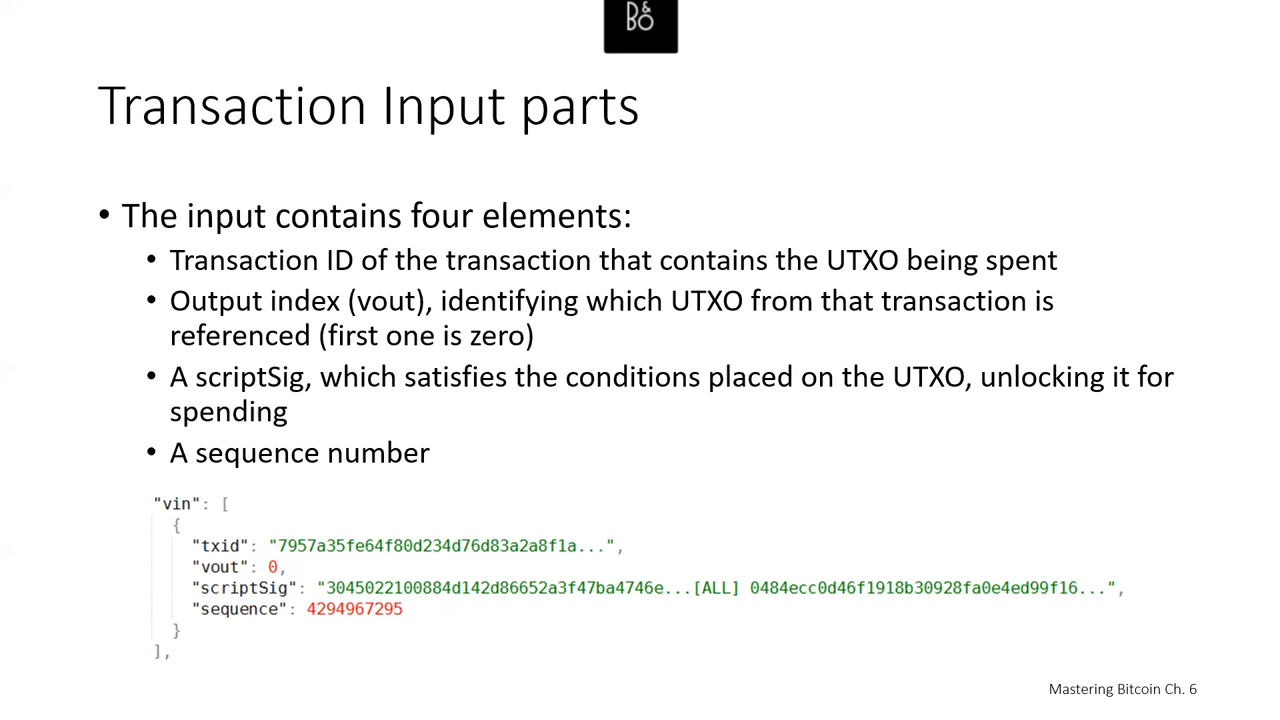 B&O
Transaction Input parts
• The input contains four elements:
• Transaction ID of the transaction that contains the UTXO being spent
• Output index (vout), identifying which UTXO from that transaction is
referenced (first one is zero)
• A scriptSig, which satisfies the conditions placed on the UTXO, unlocking it for
spending
• A sequence number
"vin": [
{
"txid": "7957a35fe64f80d234d76d83a2a8f1a...",
"vout": 0,
"scriptSig": "3045022100884d142d86652a3f47ba4746e...[ALL] 0484ecc0d46f1918b30928fa0e4ed99f16...",
"sequence": 4294967295
}
],
Mastering Bitcoin Ch. 6